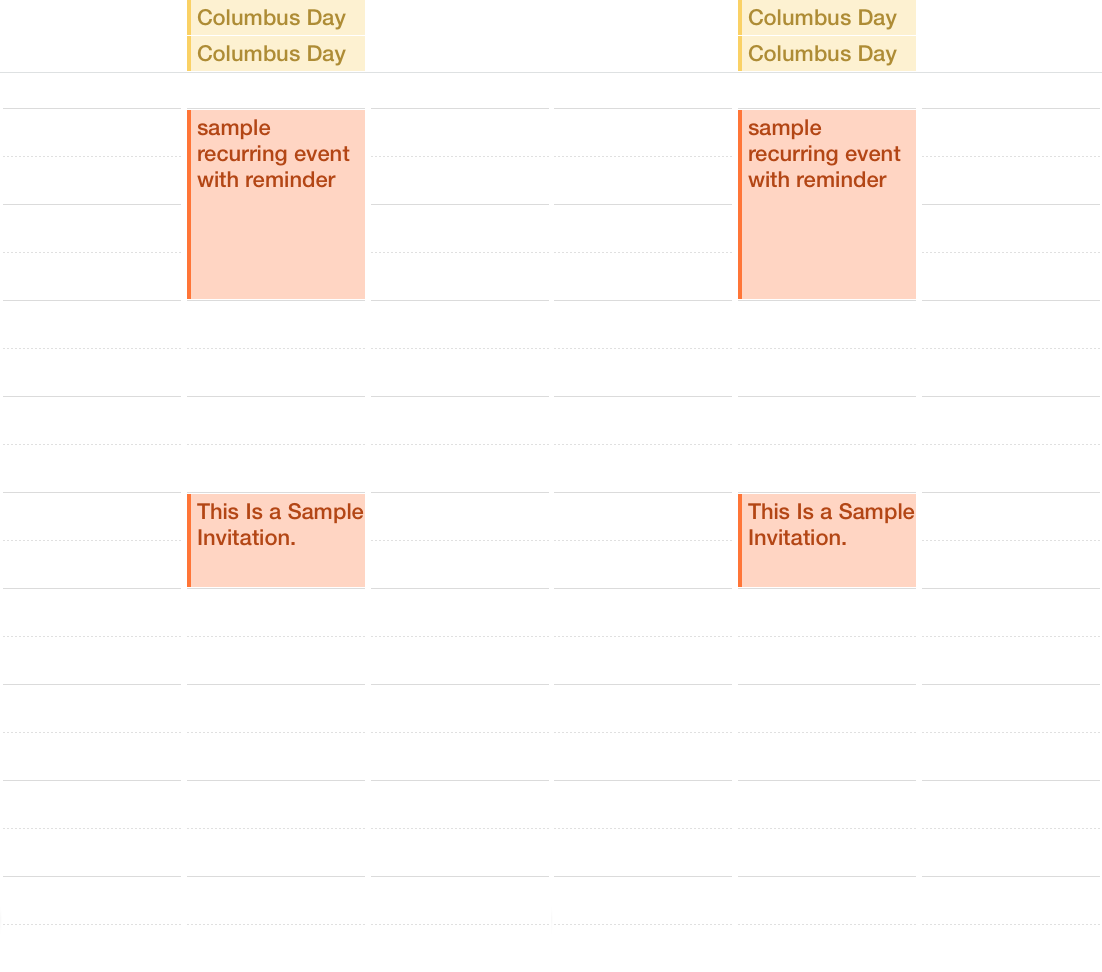 Columbus Day
Columbus Day
sample
recurring event
with reminder
This Is a Sample
Invitation.
Columbus Day
Columbus Day
sample
recurring event
with reminder
This Is a Sample
Invitation.